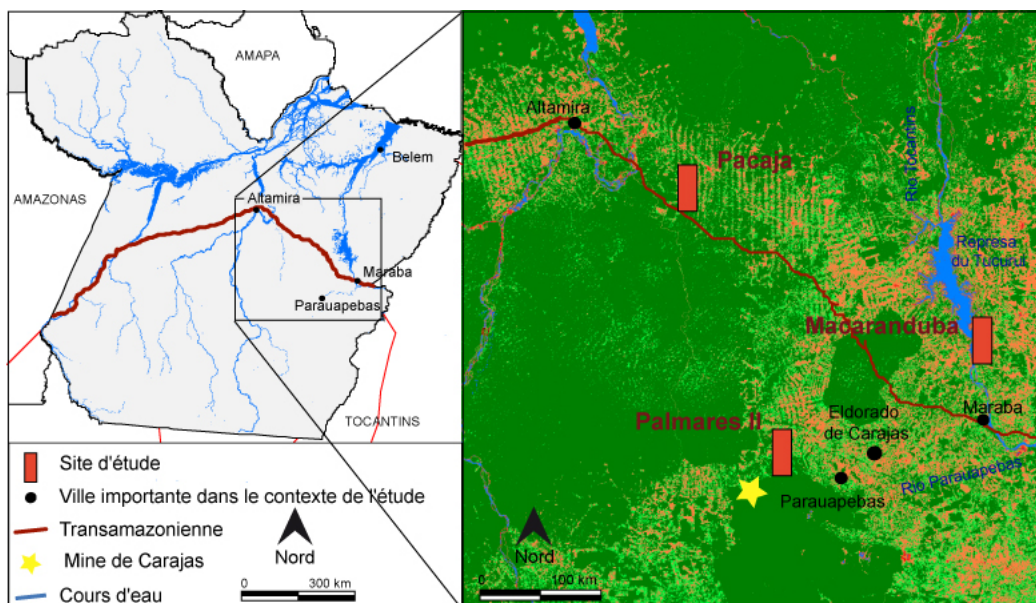 AMAPA
Belem
AMAZONAS
Altamira
Maraba
Parauapebas
TOCANTINS
Site d'étude
Ville importante dans le contexte de l'étude
Transamazonienne
Mine de Carajas
Nord
Cours d'eau
0 300 km
Altamira
Pacaja
Rio Tocantins
Represa
du Tucurui
Macaranduba
Palmares II
Eldorado
de Carajas
Maraba
Parauapebas
Rio Parauapebas
Nord
0 100 km